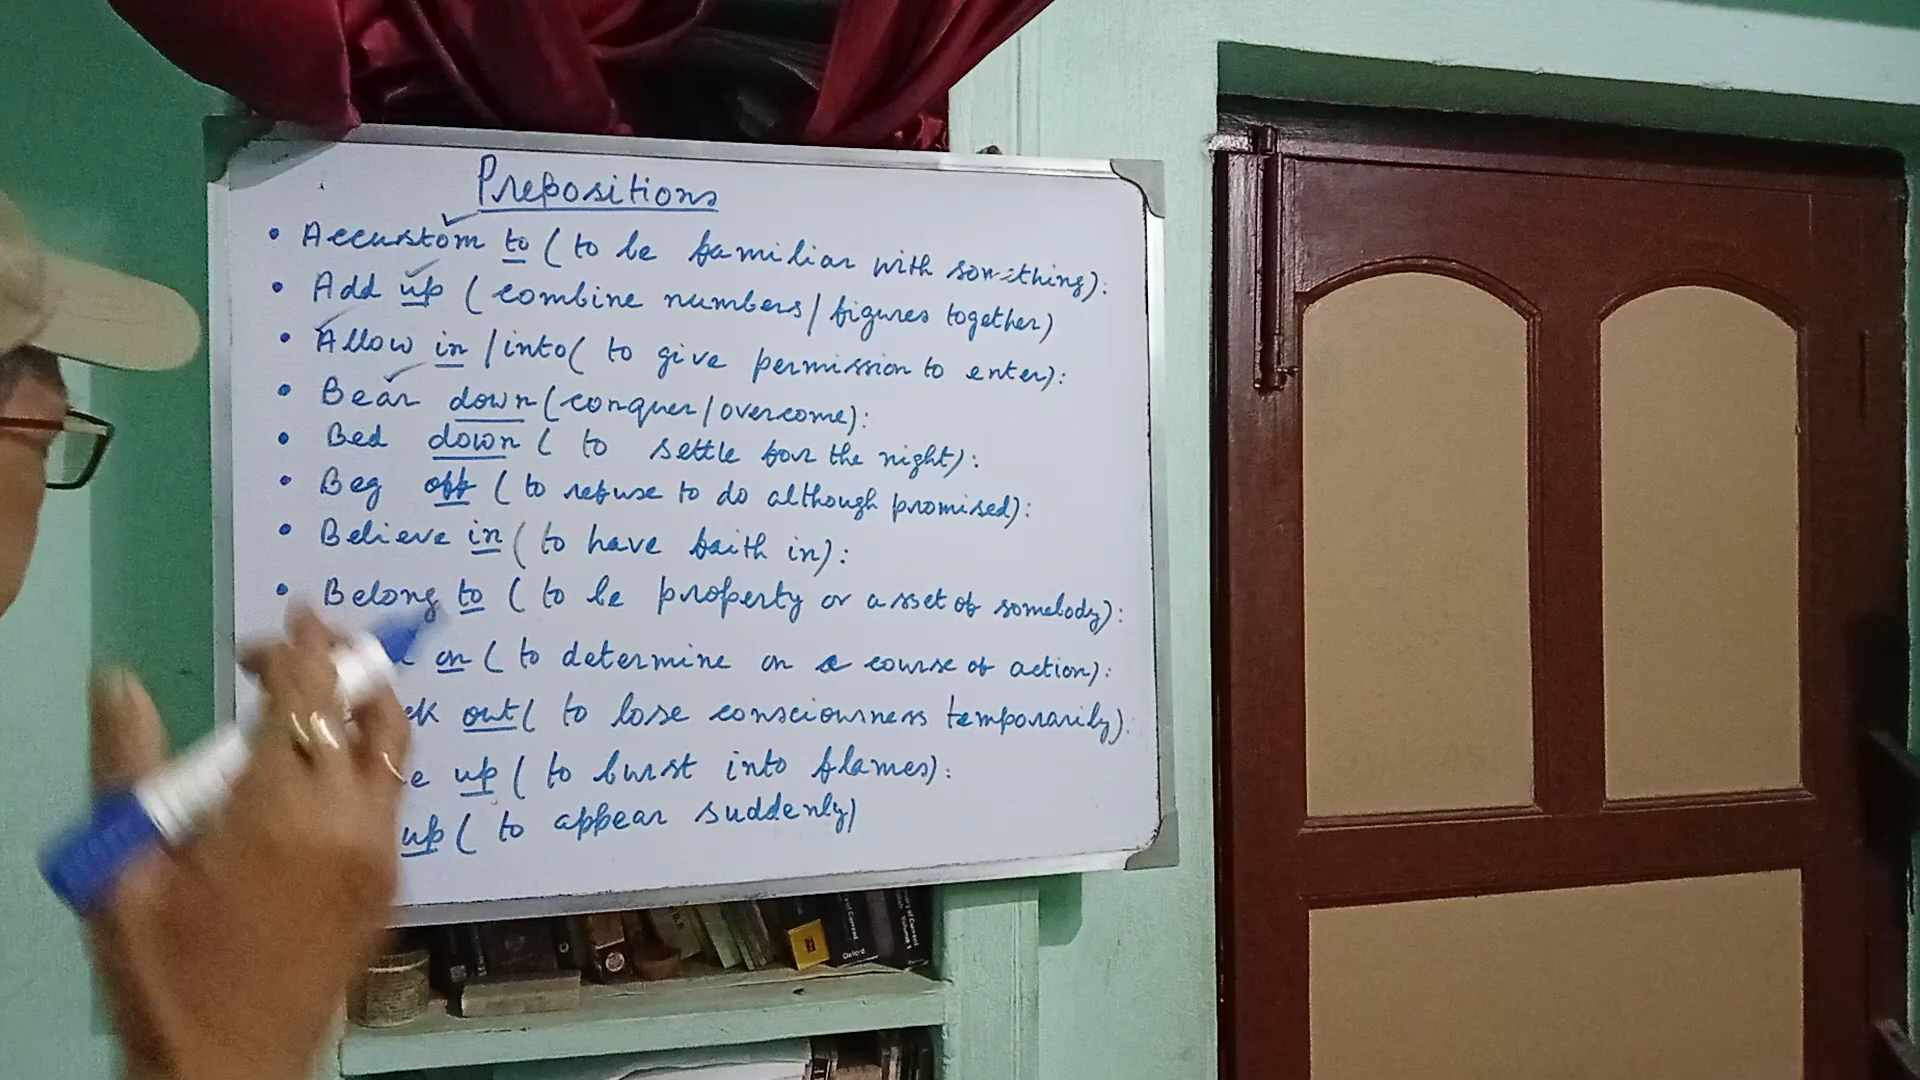 Prepositions
• Accustom to (to be familiar with something):
• Add up (combine numbers/figures together)
• Allow in/into (to give permission to enter):
• Bear down (conquer/overcome):
• Bed down (to settle for the night):
• Beg off (to refuse to do although promised):
• Believe in (to have faith in):
• Belong to (to be property or asset of somebody):
on (to determine on a course of action):
out (to lose consciousness temporarily):
up (to burst into flames):
up (to appear suddenly)
Oxford